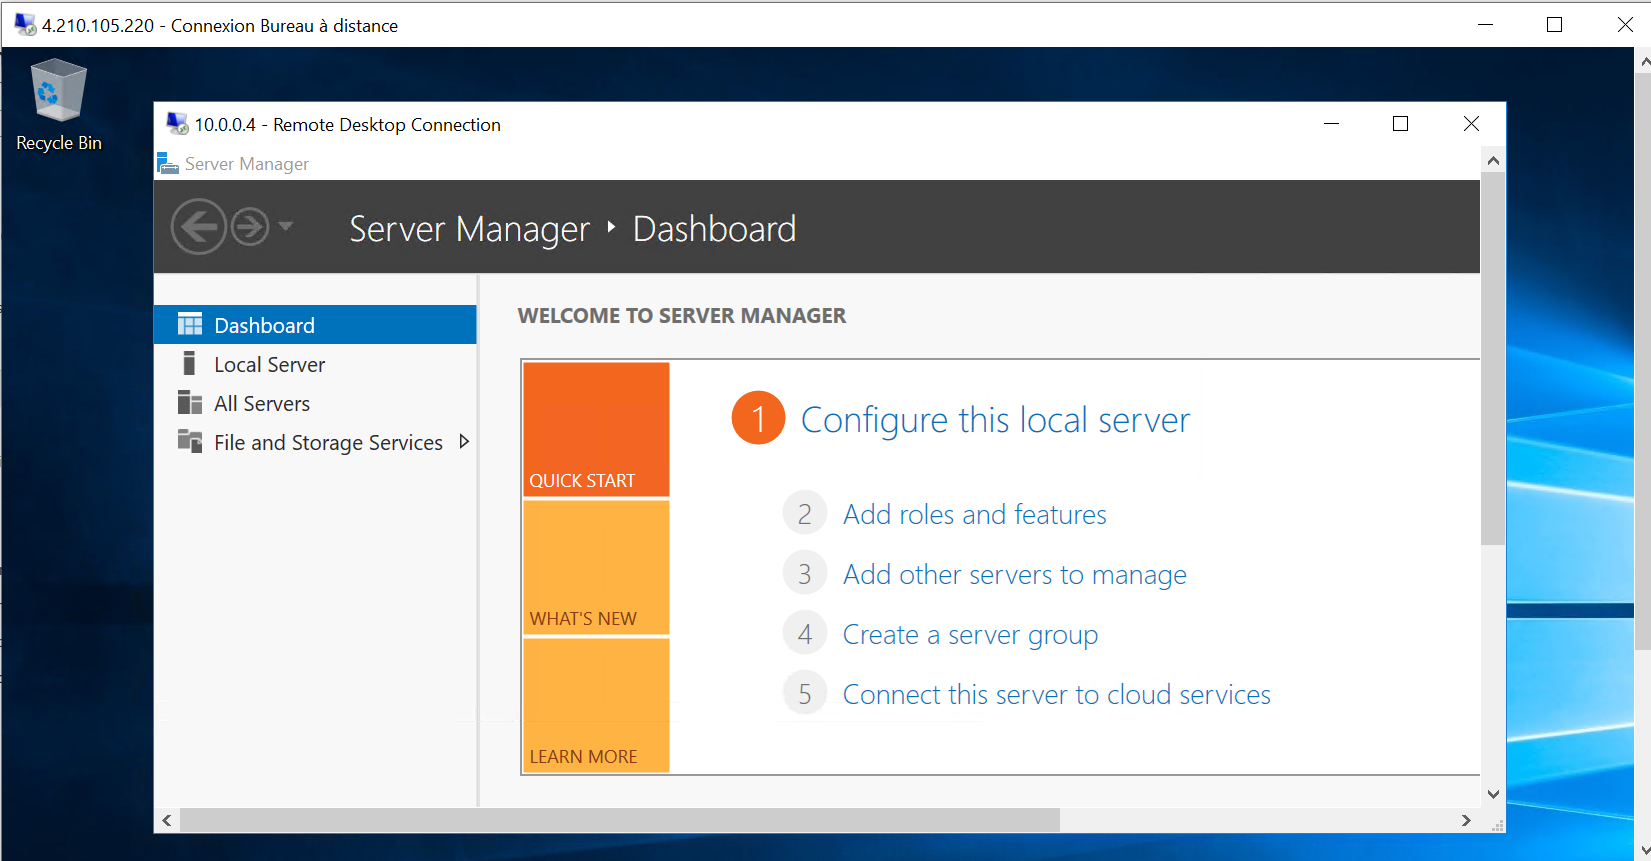 4.210.105.220 - Connexion Bureau à distance
Recycle Bin
10.0.0.4 - Remote Desktop Connection
Server Manager
Server Manager ‣ Dashboard
Dashboard
Local Server
All Servers
File and Storage Services
WELCOME TO SERVER MANAGER
QUICK START
WHAT'S NEW
LEARN MORE
1 Configure this local server
2 Add roles and features
3 Add other servers to manage
4 Create a server group
5 Connect this server to cloud services